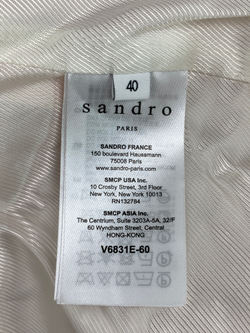 40
sandro
PARIS
SANDRO FRANCE
150 boulevard Haussmann
75008 Paris
www.sandro-paris.com
SMCP USA Inc.
10 Crosby Street, 3rd Floor
New York, New York 10013
RN132784
SMCP ASIA Inc.
The Centrium, Suite 3203A-5A, 32/F
60 Wyndham Street, Central
HONG-KONG
V6831E-60